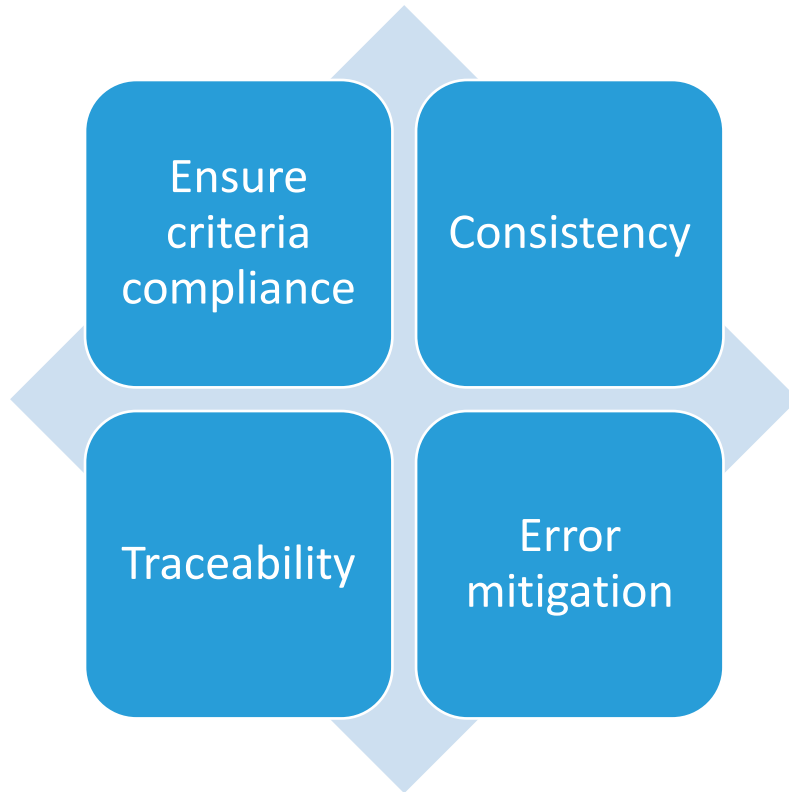 Ensure
criteria
compliance
Consistency
Traceability
Error
mitigation